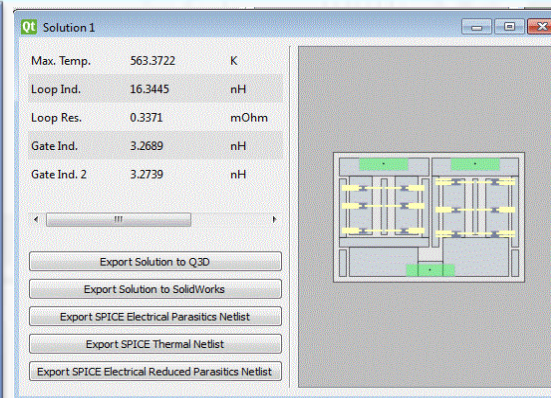 Qt Solution 1
Max. Temp. 563.3722 K
Loop Ind. 16.3445 nH
Loop Res. 0.3371 mOhm
Gate Ind. 3.2689 nH
Gate Ind. 2 3.2739 nH
Export Solution to Q3D
Export Solution to SolidWorks
Export SPICE Electrical Parasitics Netlist
Export SPICE Thermal Netlist
Export SPICE Electrical Reduced Parasitics Netlist